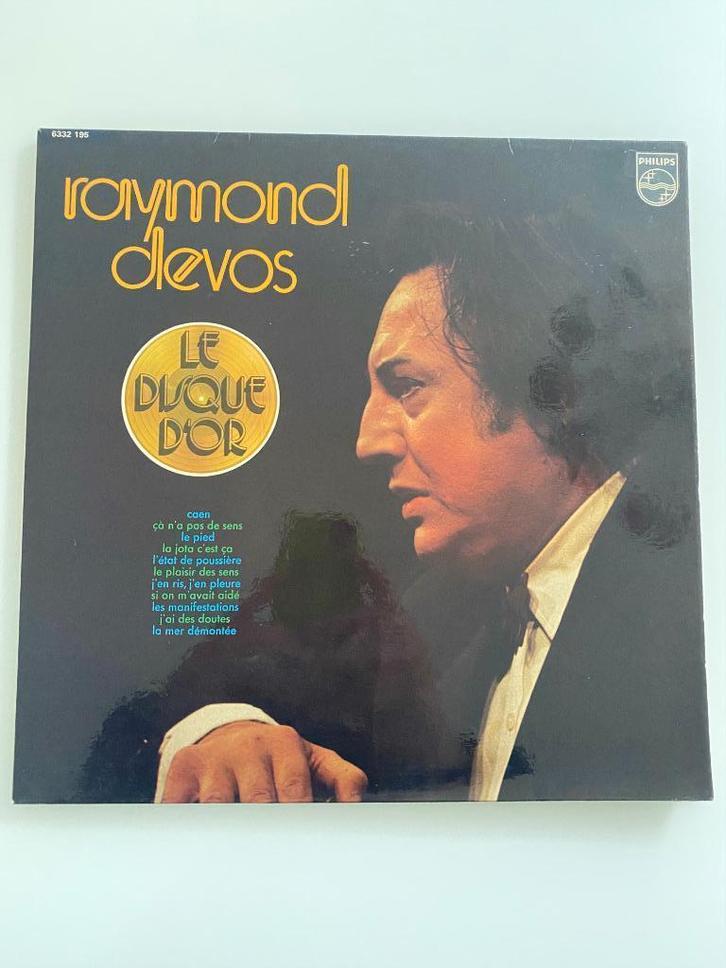 6332 195
PHILIPS
raymond
devos
LE
DISQUE
D'OR
caen
çà n'a pas de sens
le pied
la jota c'est ça
l'état de poussière
le plaisir des sens
j'en ris, j'en pleure
si on m'avait aidé
les manifestations
j'ai des doutes
la mer démontée